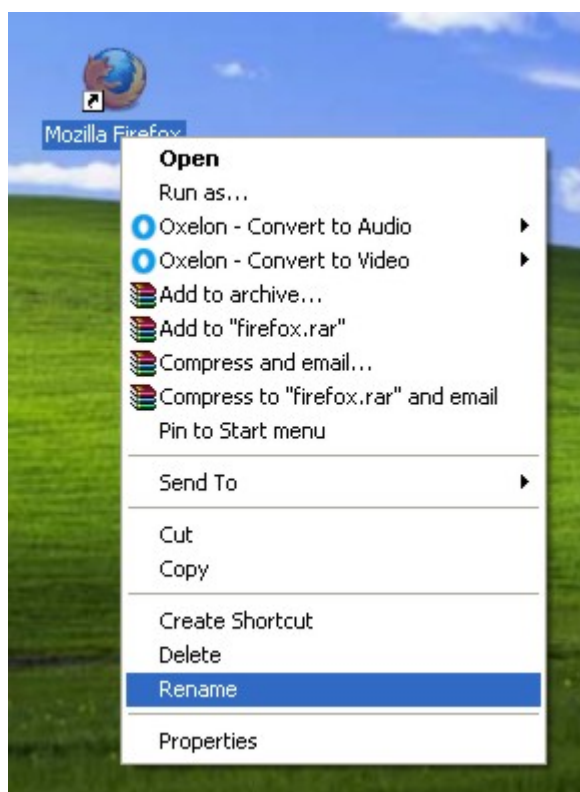 Mozilla Firefox
Open
Run as...
Oxelon - Convert to Audio
Oxelon - Convert to Video
Add to archive...
Add to "firefox.rar"
Compress and email...
Compress to "firefox.rar" and email
Pin to Start menu
Send To
Cut
Copy
Create Shortcut
Delete
Rename
Properties